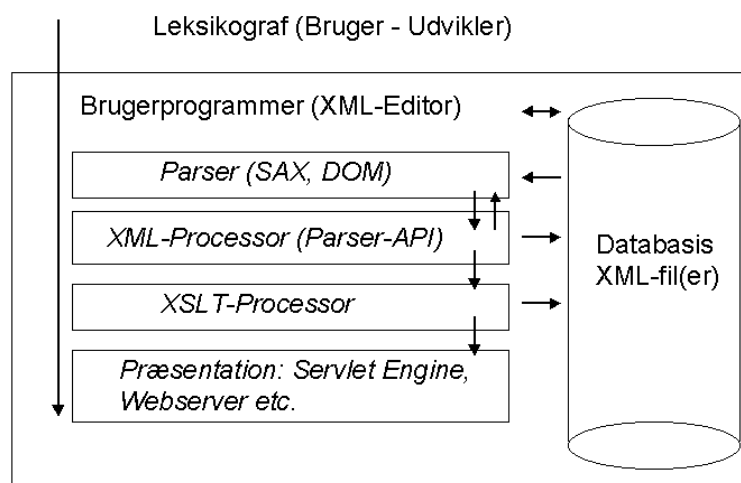 Leksikograf (Bruger - Udvikler)
Brugerprogrammer (XML-Editor)
Parser (SAX, DOM)
XML-Processor (Parser-API)
XSLT-Processor
Præsentation: Servlet Engine,
Webserver etc.
Databasis
XML-fil(er)